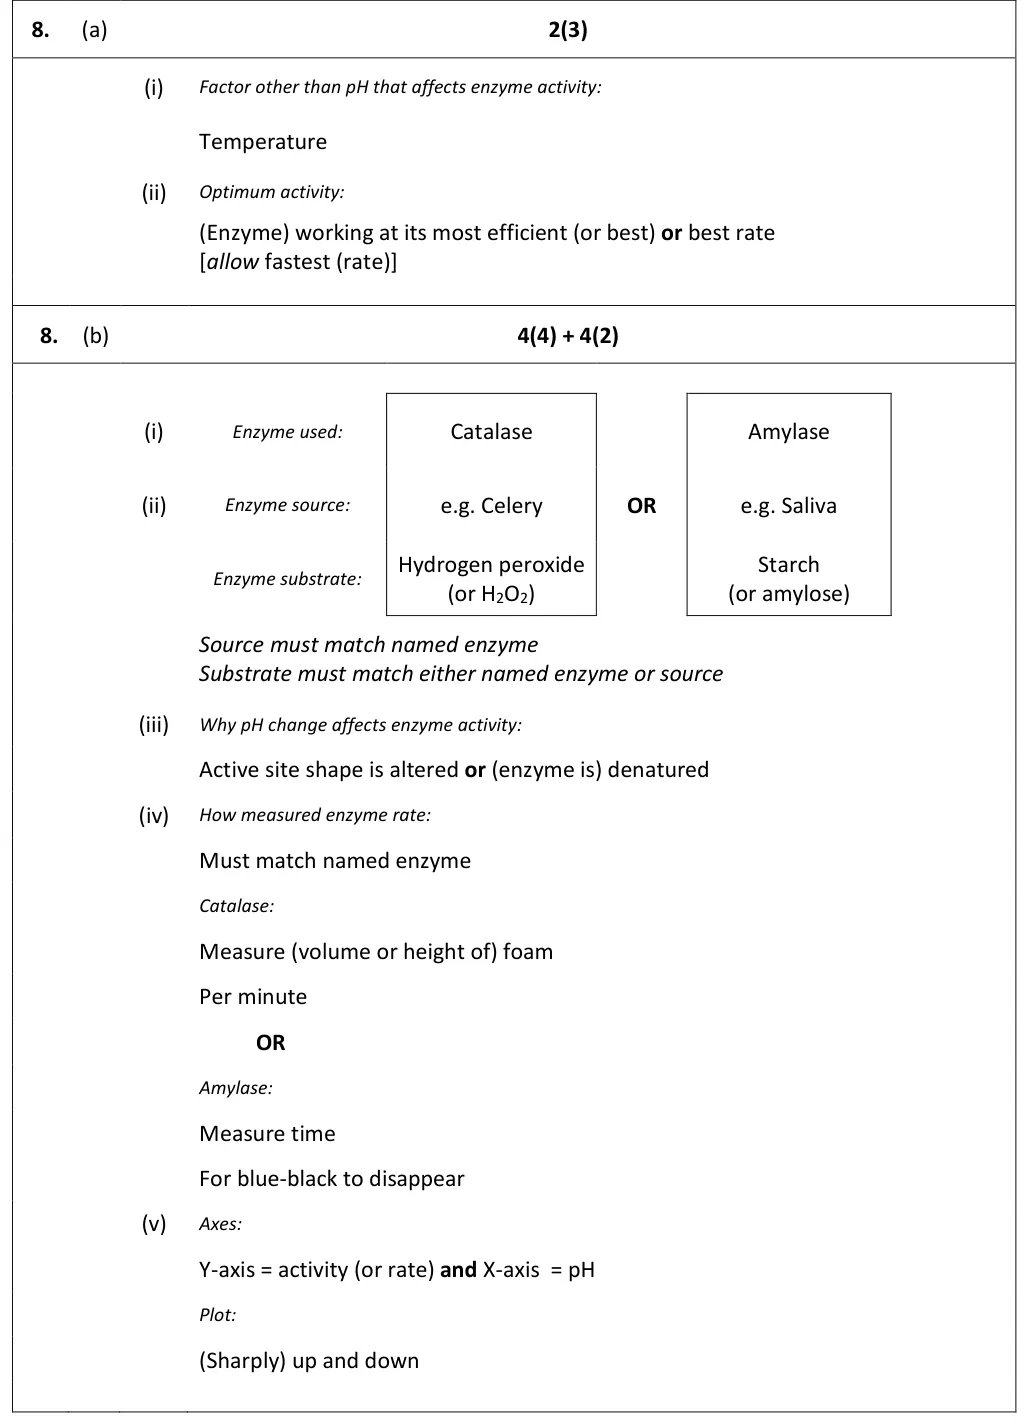 8. (a) 2(3)
(i) Factor other than pH that affects enzyme activity:
Temperature
(ii) Optimum activity:
(Enzyme) working at its most efficient (or best) or best rate
[allow fastest (rate)]
8. (b) 4(4) + 4(2)
(i) Enzyme used: Catalase Amylase
(ii) Enzyme source: e.g. Celery OR e.g. Saliva
Enzyme substrate: Hydrogen peroxide (or H₂O₂) Starch (or amylose)
Source must match named enzyme
Substrate must match either named enzyme or source
(iii) Why pH change affects enzyme activity:
Active site shape is altered or (enzyme is) denatured
(iv) How measured enzyme rate:
Must match named enzyme
Catalase:
Measure (volume or height of) foam
Per minute
OR
Amylase:
Measure time
For blue-black to disappear
(v) Axes:
Y-axis = activity (or rate) and X-axis = pH
Plot:
(Sharply) up and down